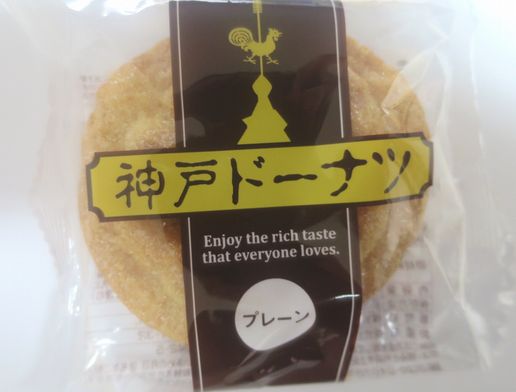 神戸ドーナツ
Enjoy the rich taste
that everyone loves.
プレーン